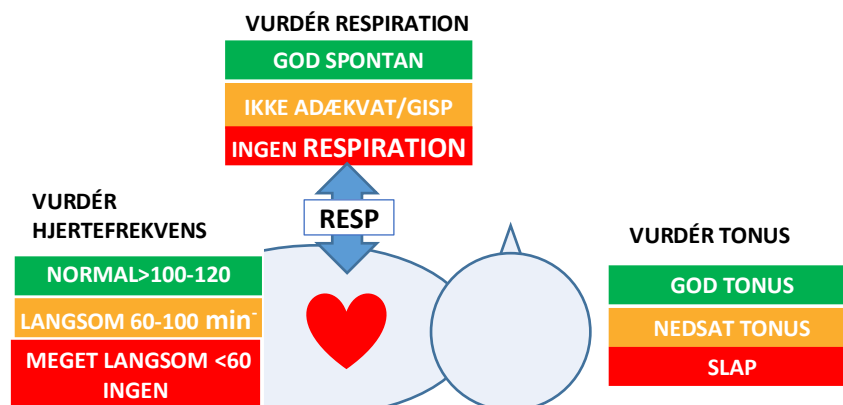 VURDÉR RESPIRATION
GOD SPONTAN
IKKE ADÆKVAT/GISP
INGEN RESPIRATION
RESP
VURDÉR
HJERTEFREKVENS
NORMAL>100-120
LANGSOM 60-100 min⁻
MEGET LANGSOM <60
INGEN
VURDÉR TONUS
GOD TONUS
NEDSAT TONUS
SLAP